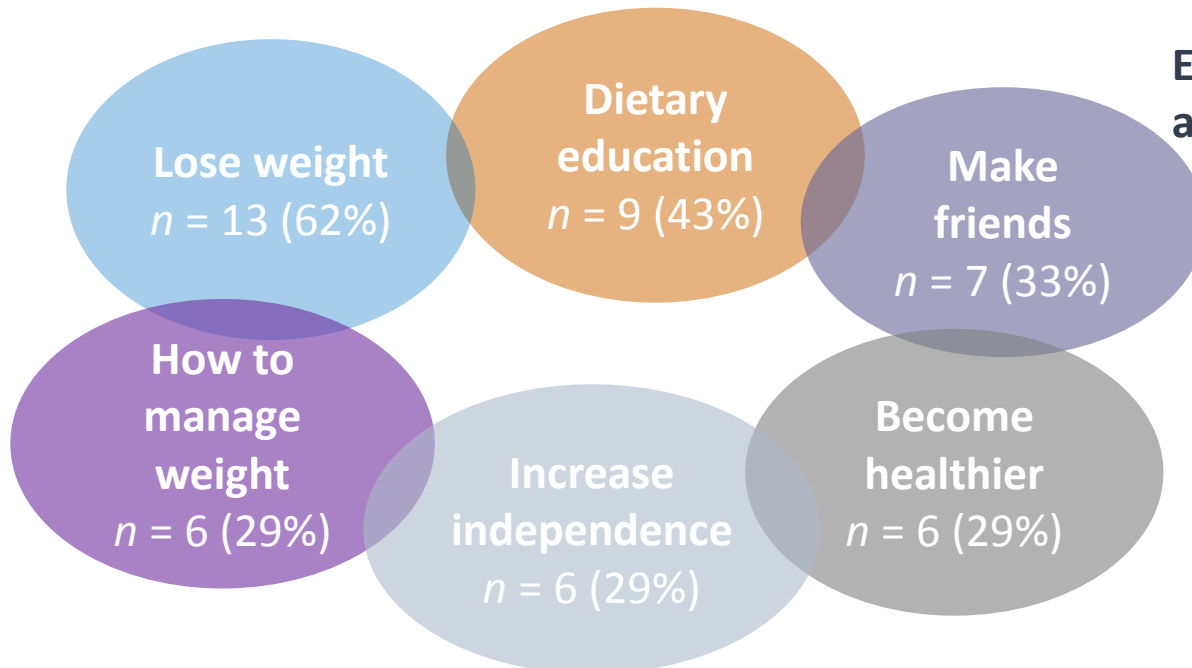 Lose weight
n = 13 (62%)
Dietary
education
n = 9 (43%)
Make
friends
n = 7 (33%)
How to
manage
weight
n = 6 (29%)
Increase
independence
n = 6 (29%)
Become
healthier
n = 6 (29%)